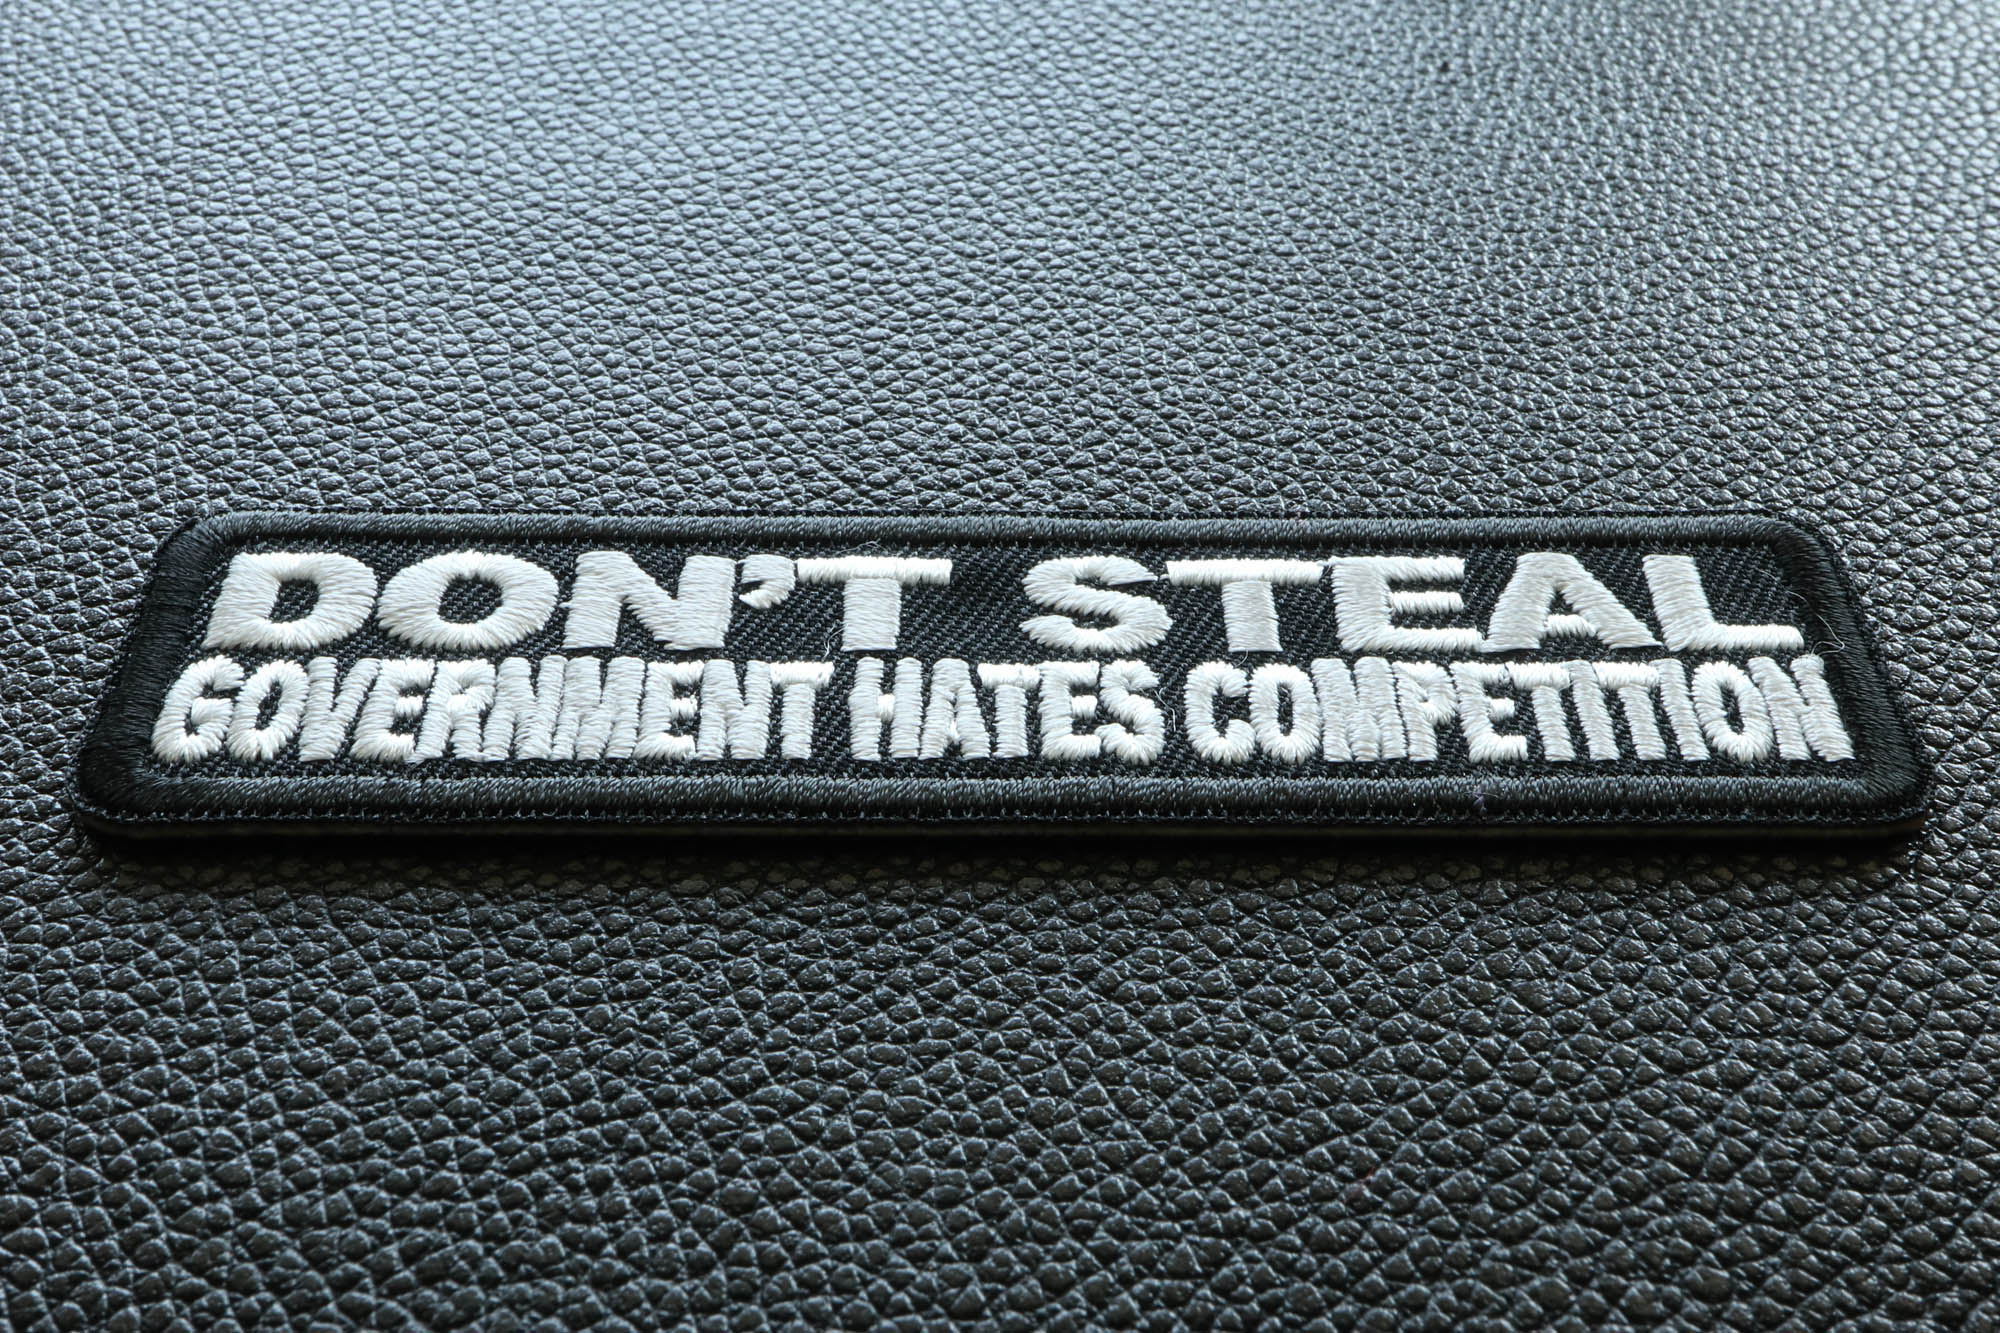 DON'T STEAL
GOVERNMENT HATES COMPETITION